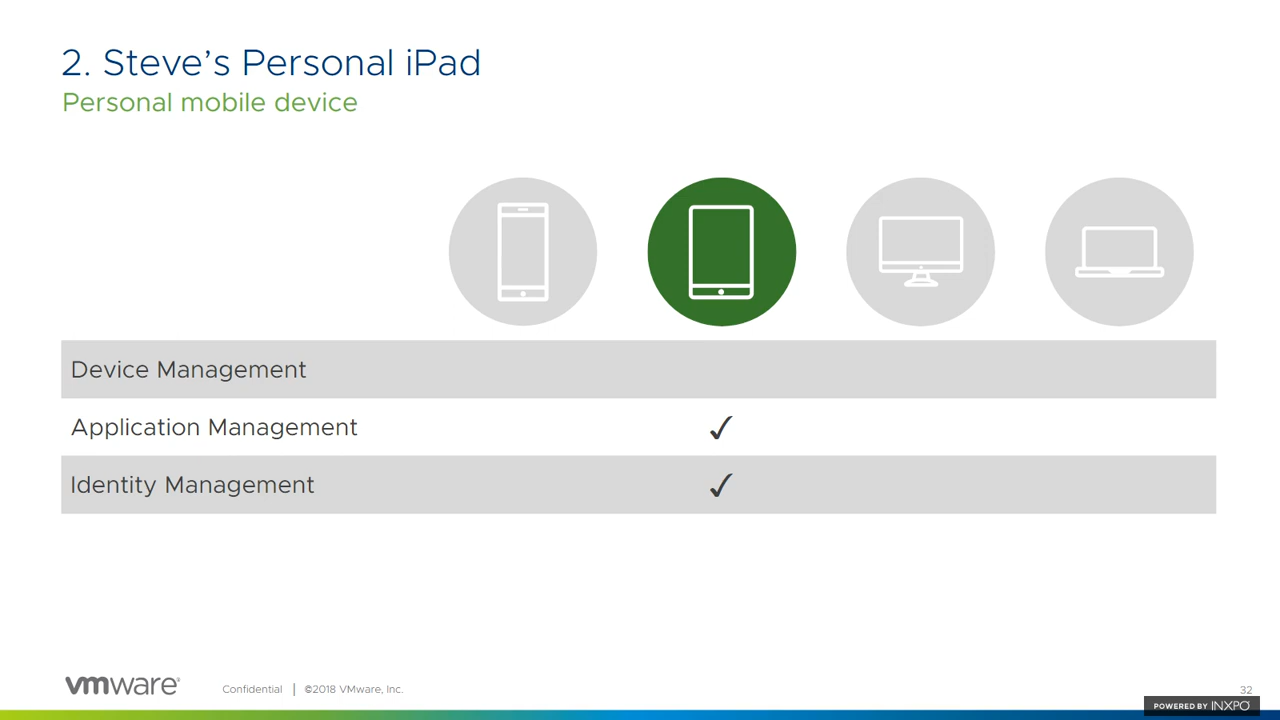 2. Steve’s Personal iPad
Personal mobile device
Device Management
Application Management ✓
Identity Management ✓
vmware® Confidential | ©2018 VMware, Inc. 32
POWERED BY INXPO